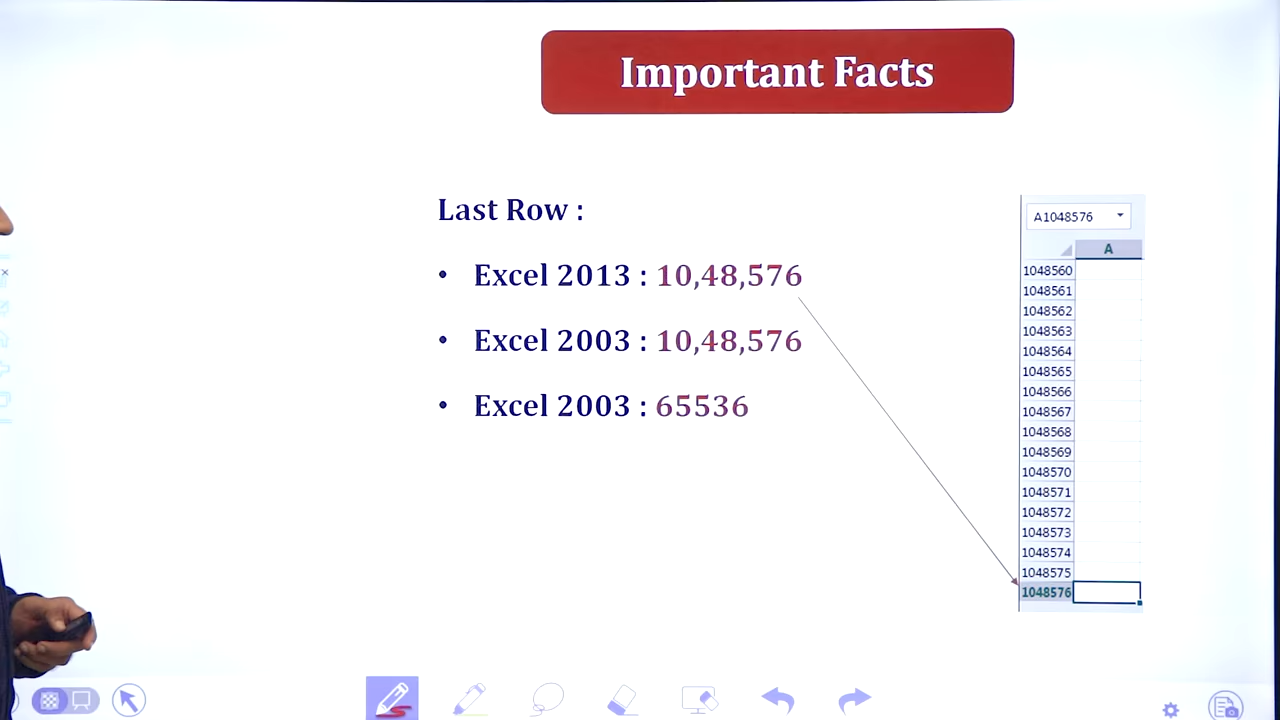 Important Facts
Last Row :
• Excel 2013 : 10,48,576
• Excel 2003 : 10,48,576
• Excel 2003 : 65536
A1048576
A
1048560
1048561
1048562
1048563
1048564
1048565
1048566
1048567
1048568
1048569
1048570
1048571
1048572
1048573
1048574
1048575
1048576